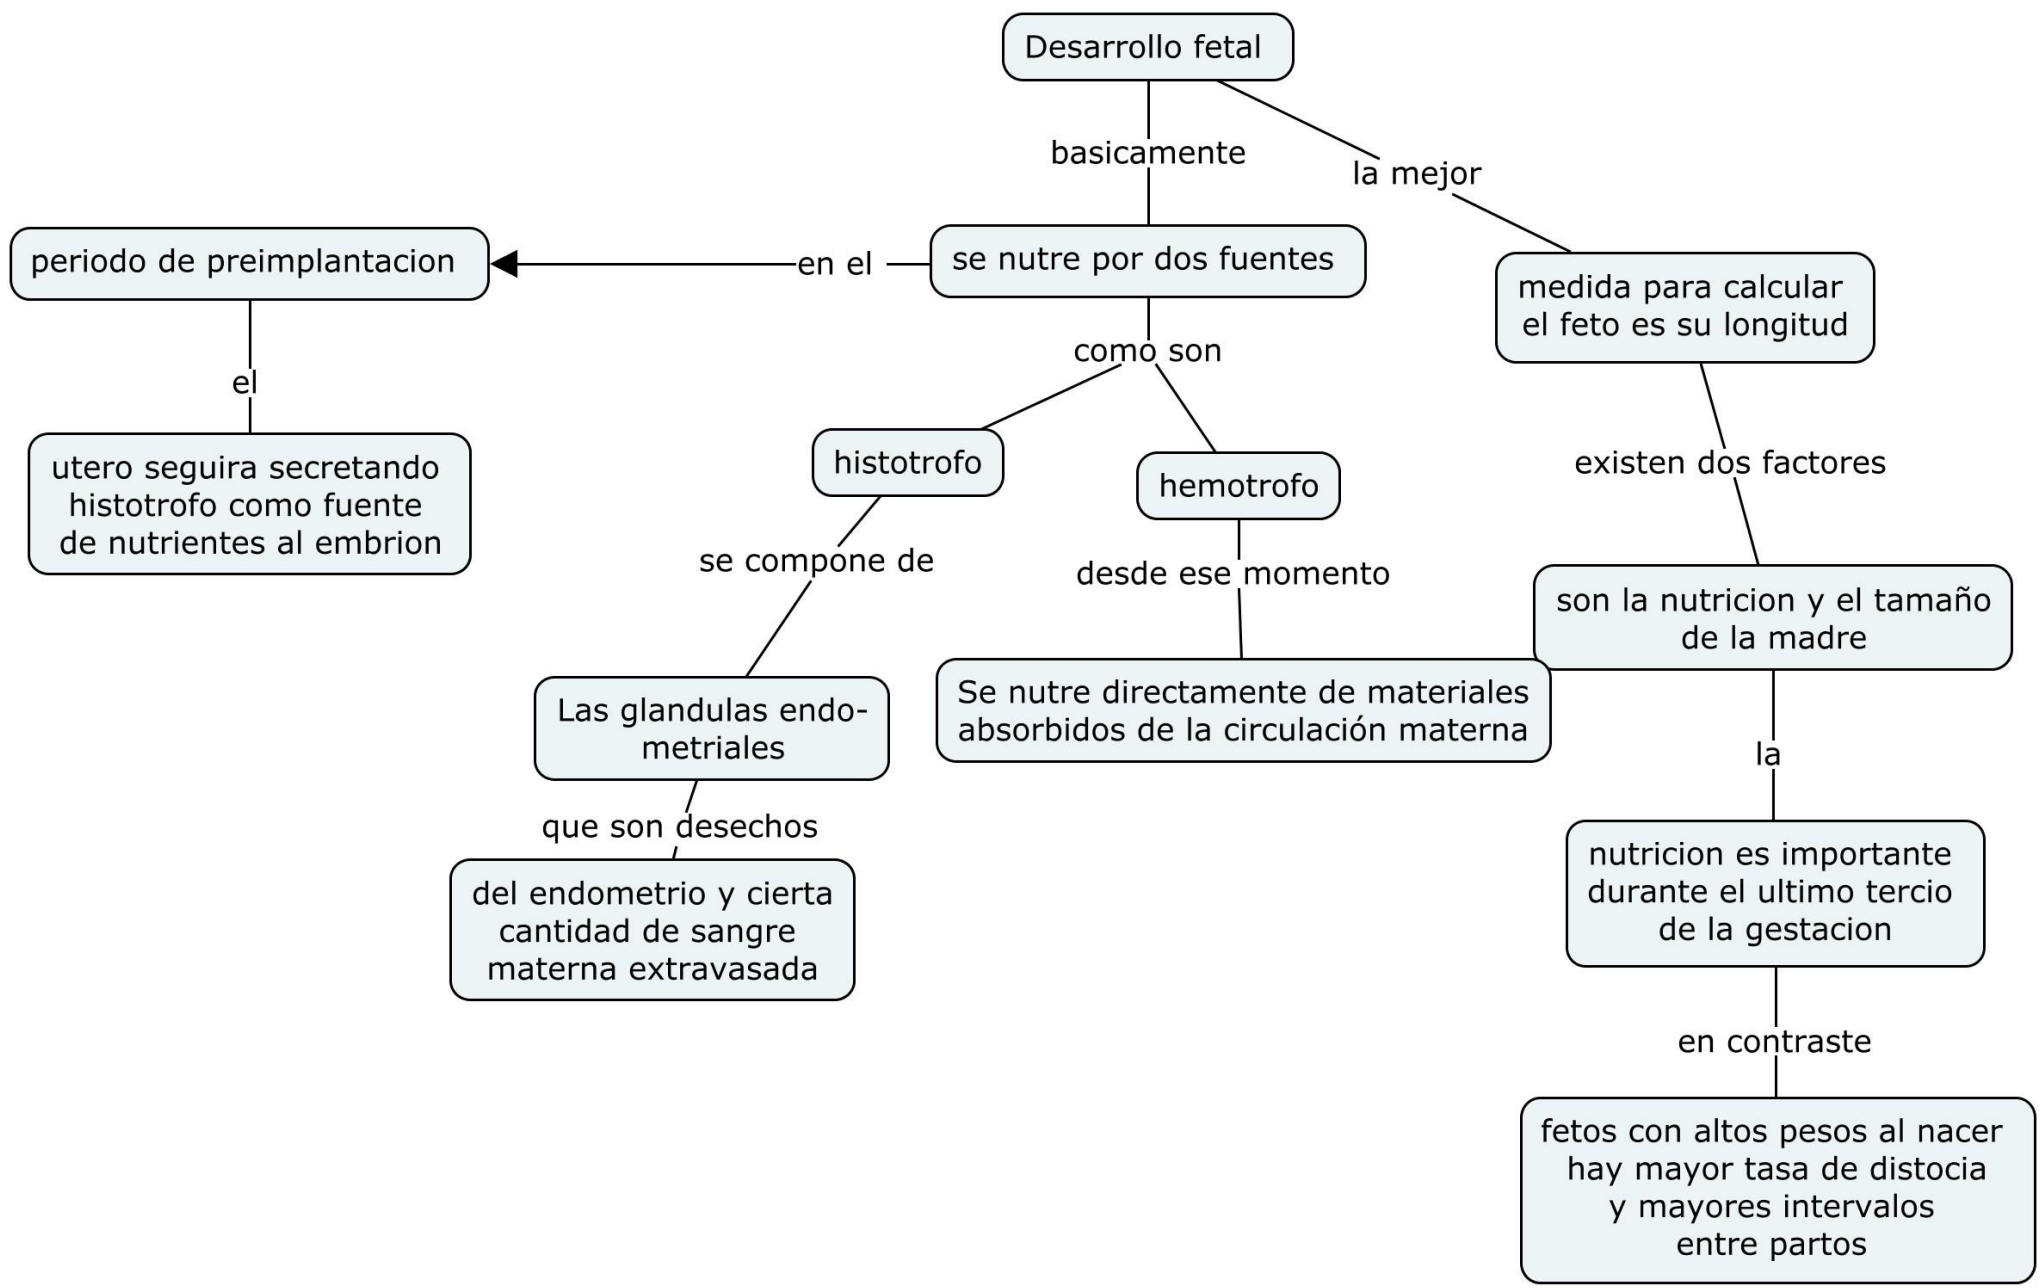 Desarrollo fetal
basicamente
la mejor
periodo de preimplantacion
en el
se nutre por dos fuentes
medida para calcular
el feto es su longitud
el
como son
utero seguira secretando
histotrofo como fuente
de nutrientes al embrion
histotrofo
hemotrofo
existen dos factores
se compone de
desde ese momento
son la nutricion y el tamaño
de la madre
Las glandulas endo-
metriales
Se nutre directamente de materiales
absorbidos de la circulación materna
la
que son desechos
del endometrio y cierta
cantidad de sangre
materna extravasada
nutricion es importante
durante el ultimo tercio
de la gestacion
en contraste
fetos con altos pesos al nacer
hay mayor tasa de distocia
y mayores intervalos
entre partos